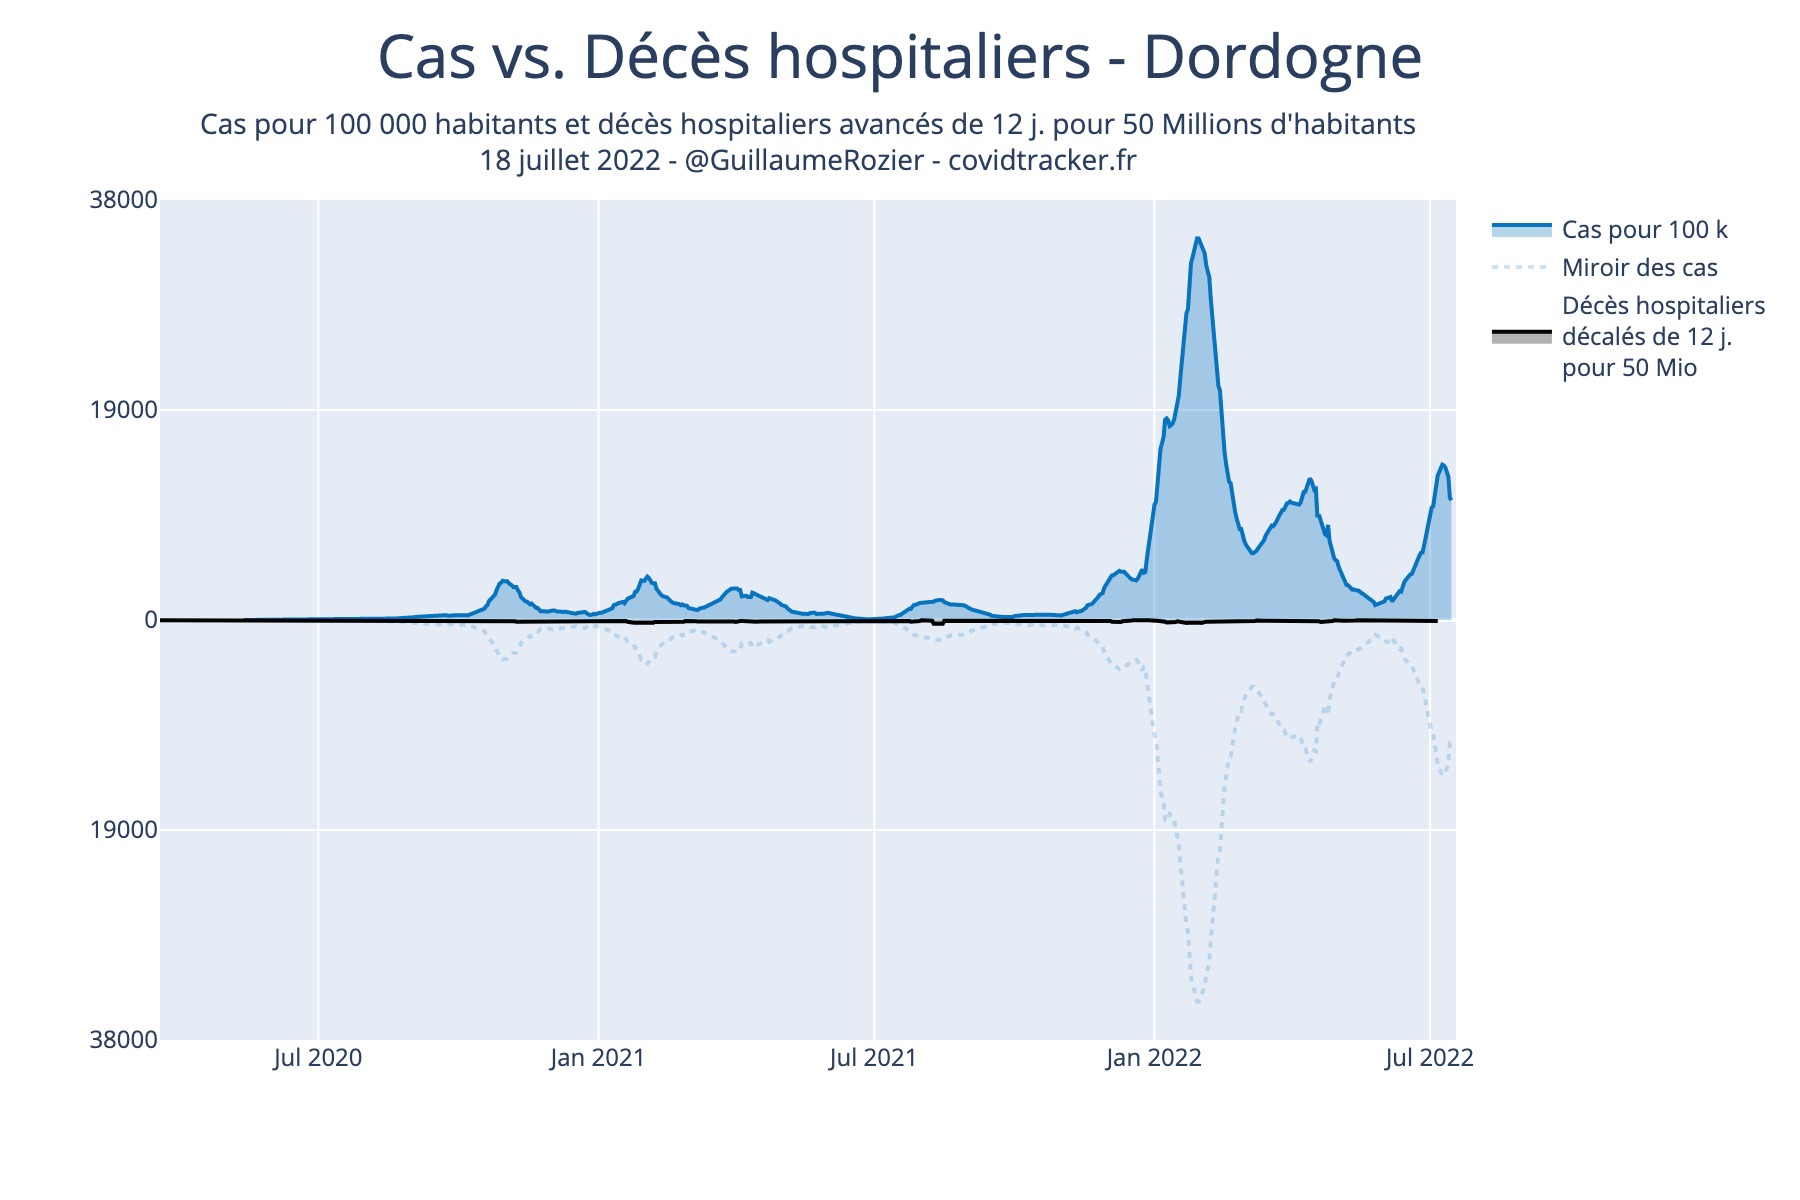 Cas vs. Décès hospitaliers - Dordogne
Cas pour 100 000 habitants et décès hospitaliers avancés de 12 j. pour 50 Millions d'habitants
18 juillet 2022 - @GuillaumeRozier - covidtracker.fr
38000
19000
0
19000
38000
Jul 2020
Jan 2021
Jul 2021
Jan 2022
Jul 2022
Cas pour 100 k
Miroir des cas
Décès hospitaliers
décalés de 12 j.
pour 50 Mio